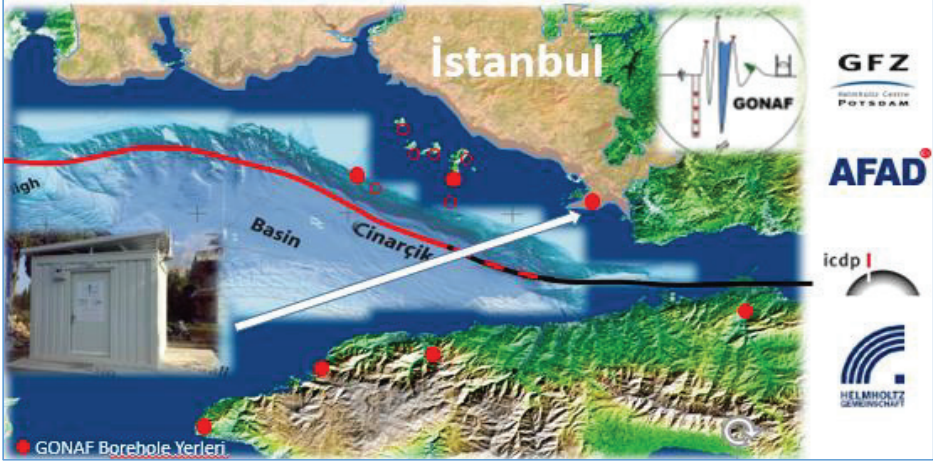 İstanbul
GONAF
GFZ
Helmholtz Centre
POTSDAM
AFAD
igh
Basin
Cinarçik
icdp
HELMHOLTZ
GEMEINSCHAFT
GONAF Borehole Yerleri